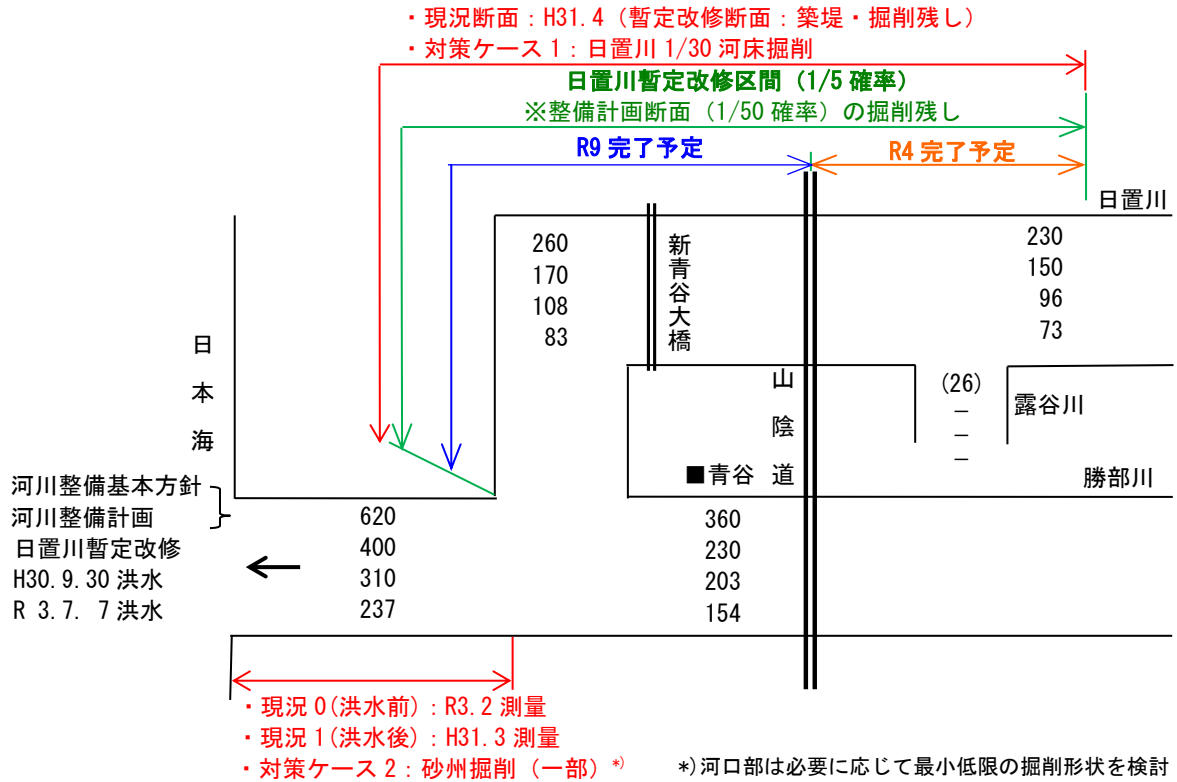 ・現況断面：H31.4（暫定改修断面：築堤・掘削残し）
・対策ケース1：日置川1/30河床掘削
日置川暫定改修区間（1/5確率）
※整備計画断面（1/50確率）の掘削残し
R9完了予定
R4完了予定
日置川
260
170
108
83
新青谷大橋
230
150
96
73
日本海
山陰道
(26)
－
－
－
露谷川
■青谷
勝部川
河川整備基本方針
河川整備計画
日置川暫定改修
H30.9.30洪水
R 3.7. 7洪水
620
400
310
237
360
230
203
154
・現況0(洪水前)：R3.2測量
・現況1(洪水後)：H31.3測量
・対策ケース2：砂州掘削（一部）*)
*)河口部は必要に応じて最小低限の掘削形状を検討